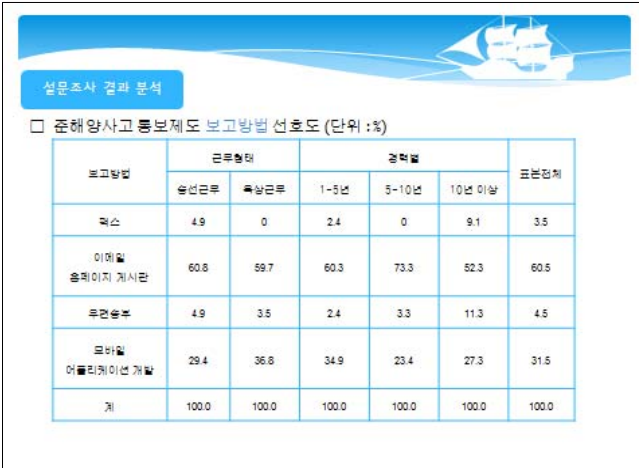 설문조사 결과 분석
□ 준해양사고 통보제도 보고방법 선호도 (단위 :%)
보고방법 근무형태 경력별 표본전체
승선근무 육상근무 1-5년 5-10년 10년 이상
팩스 4.9 0 2.4 0 9.1 3.5
이메일
홈페이지 게시판 60.8 59.7 60.3 73.3 52.3 60.5
우편송부 4.9 3.5 2.4 3.3 11.3 4.5
모바일
어플리케이션 개발 29.4 36.8 34.9 23.4 27.3 31.5
계 100.0 100.0 100.0 100.0 100.0 100.0